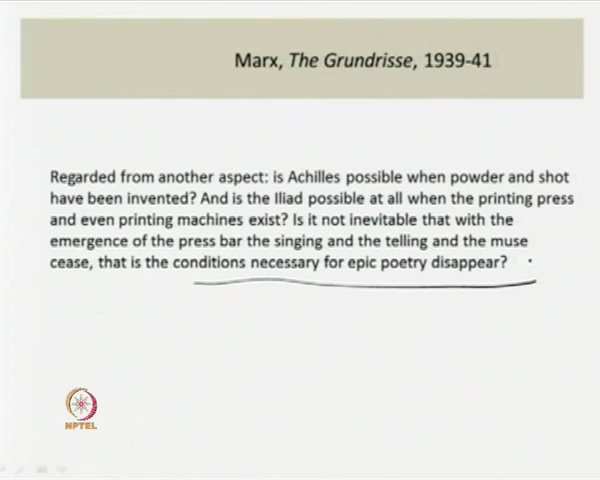 Marx, The Grundrisse, 1939-41
Regarded from another aspect: is Achilles possible when powder and shot
have been invented? And is the Iliad possible at all when the printing press
and even printing machines exist? Is it not inevitable that with the
emergence of the press bar the singing and the telling and the muse
cease, that is the conditions necessary for epic poetry disappear?
NPTEL